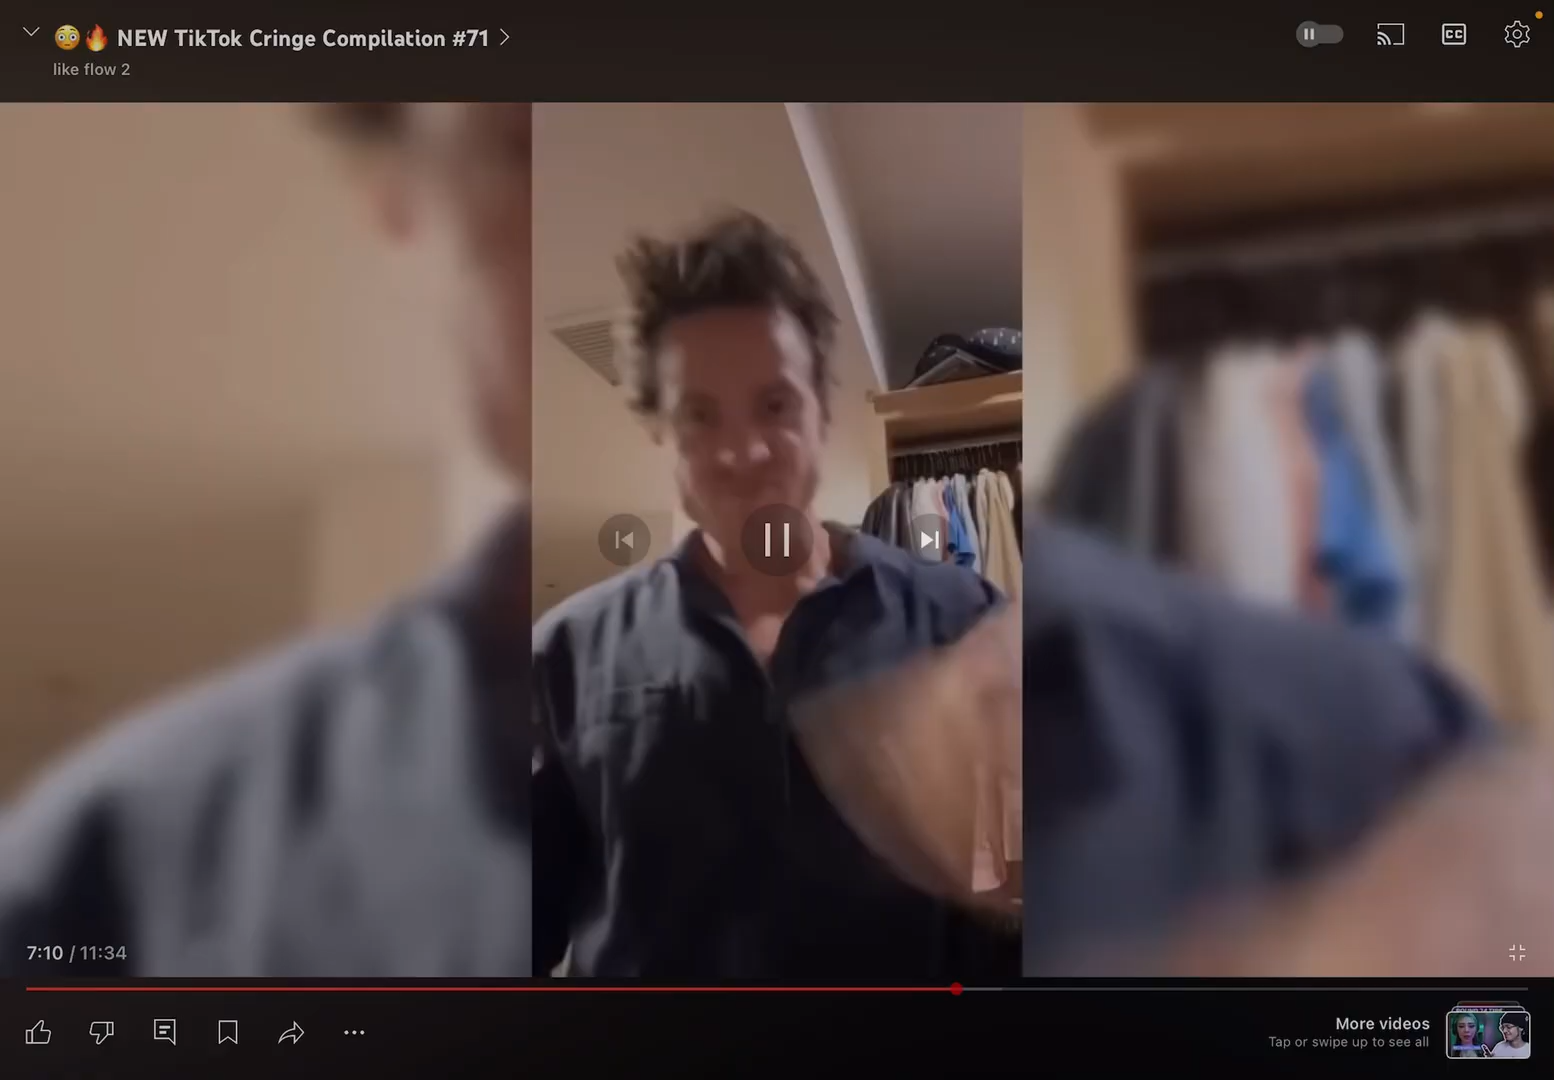 😳🔥 NEW TikTok Cringe Compilation #71
like flow 2
CC
7:10 / 11:34
More videos
Tap or swipe up to see all